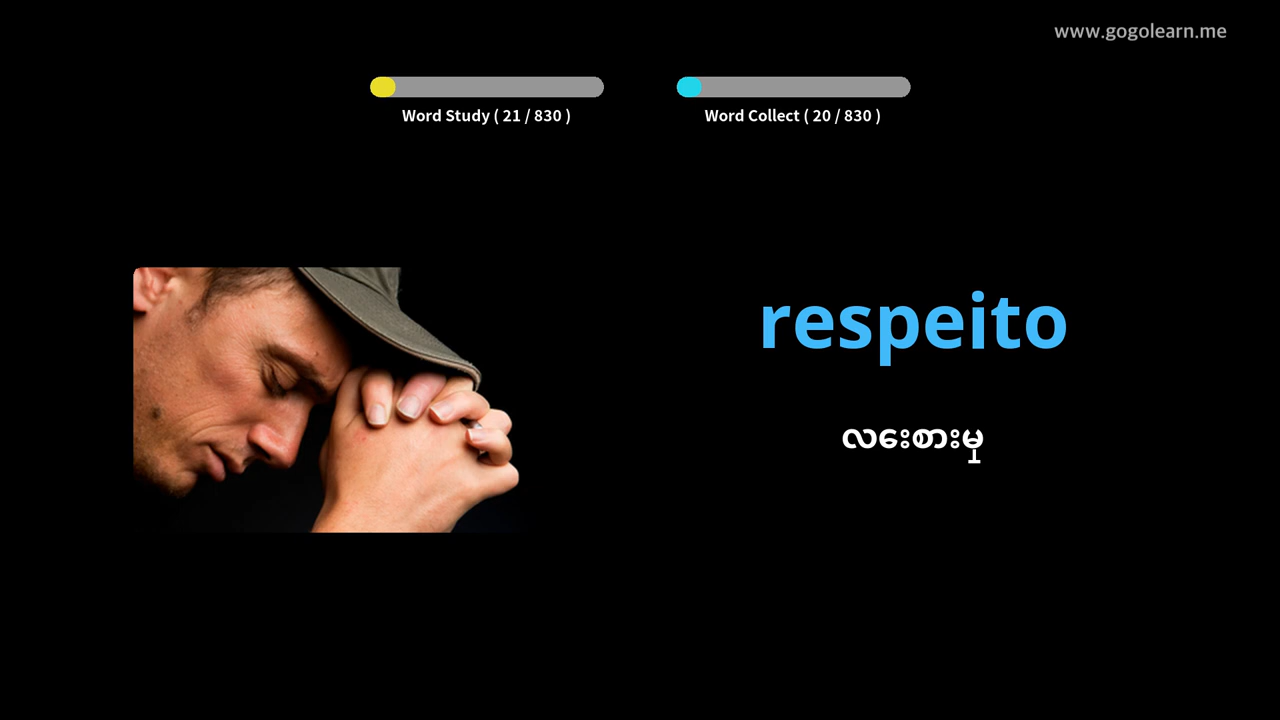 www.gogolearn.me
Word Study ( 21 / 830 )
Word Collect ( 20 / 830 )
respeito
လေးစားမှု